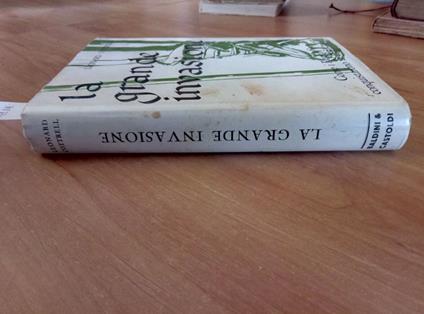 la
grande
invasione
LEONARD
COTTRELL
LA GRANDE INVASIONE
BALDINI &
CASTOLDI